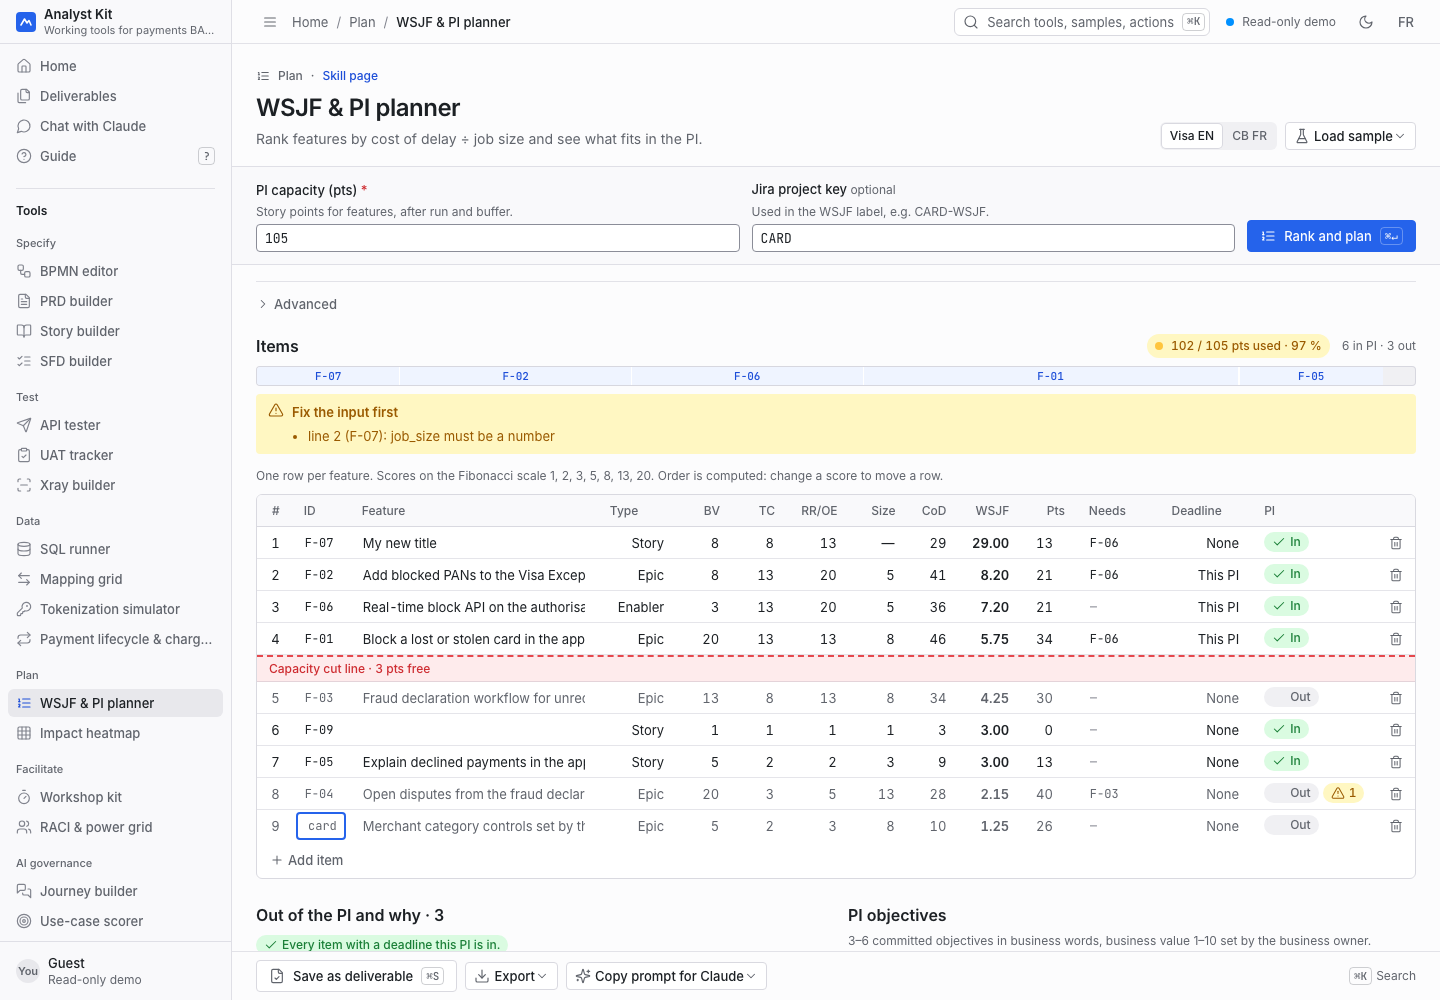 Analyst Kit
Working tools for payments BA...
Home
Deliverables
Chat with Claude
Guide ?
Tools
Specify
BPMN editor
PRD builder
Story builder
SFD builder
Test
API tester
UAT tracker
Xray builder
Data
SQL runner
Mapping grid
Tokenization simulator
Payment lifecycle & charg...
Plan
WSJF & PI planner
Impact heatmap
Facilitate
Workshop kit
RACI & power grid
AI governance
Journey builder
Use-case scorer
You
Guest
Read-only demo
Home / Plan / WSJF & PI planner
Search tools, samples, actions ⌘K
Read-only demo
FR
Plan · Skill page
WSJF & PI planner
Rank features by cost of delay ÷ job size and see what fits in the PI.
Visa EN CB FR
Load sample
PI capacity (pts) *
Story points for features, after run and buffer.
105
Jira project key optional
Used in the WSJF label, e.g. CARD-WSJF.
CARD
Rank and plan ⌘↵
Advanced
Items
102 / 105 pts used · 97 %
6 in PI · 3 out
F-07 F-02 F-06 F-01 F-05
Fix the input first
• line 2 (F-07): job_size must be a number
One row per feature. Scores on the Fibonacci scale 1, 2, 3, 5, 8, 13, 20. Order is computed: change a score to move a row.
# ID Feature Type BV TC RR/OE Size CoD WSJF Pts Needs Deadline PI
1 F-07 My new title Story 8 8 13 — 29 29.00 13 F-06 None In
2 F-02 Add blocked PANs to the Visa Excep Epic 8 13 20 5 41 8.20 21 F-06 This PI In
3 F-06 Real-time block API on the authorisa Enabler 3 13 20 5 36 7.20 21 – This PI In
4 F-01 Block a lost or stolen card in the app Epic 20 13 13 8 46 5.75 34 F-06 This PI In
Capacity cut line · 3 pts free
5 F-03 Fraud declaration workflow for unrec Epic 13 8 13 8 34 4.25 30 – None Out
6 F-09 Story 1 1 1 1 3 3.00 0 – None In
7 F-05 Explain declined payments in the app Story 5 2 2 3 9 3.00 13 – None In
8 F-04 Open disputes from the fraud declar Epic 20 3 5 13 28 2.15 40 F-03 None Out 1
9 card Merchant category controls set by th Epic 5 2 3 8 10 1.25 26 – None Out
+ Add item
Out of the PI and why · 3
Every item with a deadline this PI is in.
PI objectives
3–6 committed objectives in business words, business value 1–10 set by the business owner.
Save as deliverable ⌘S
Export
Copy prompt for Claude
⌘K Search